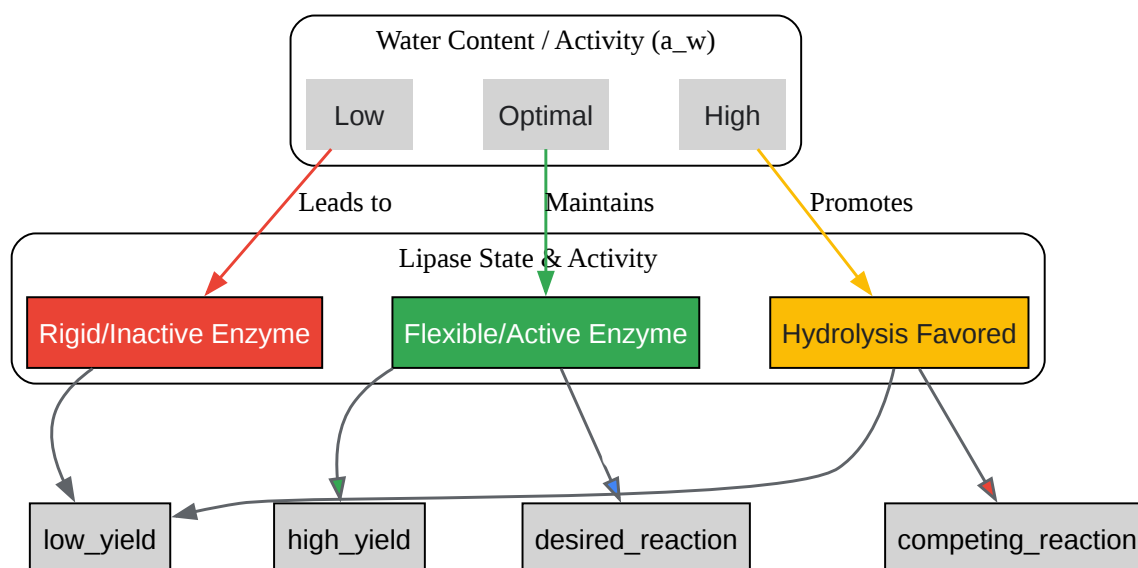 Water Content / Activity (a_w)
Low
Optimal
High
Leads to
Maintains
Promotes
Lipase State & Activity
Rigid/Inactive Enzyme
Flexible/Active Enzyme
Hydrolysis Favored
low_yield
high_yield
desired_reaction
competing_reaction